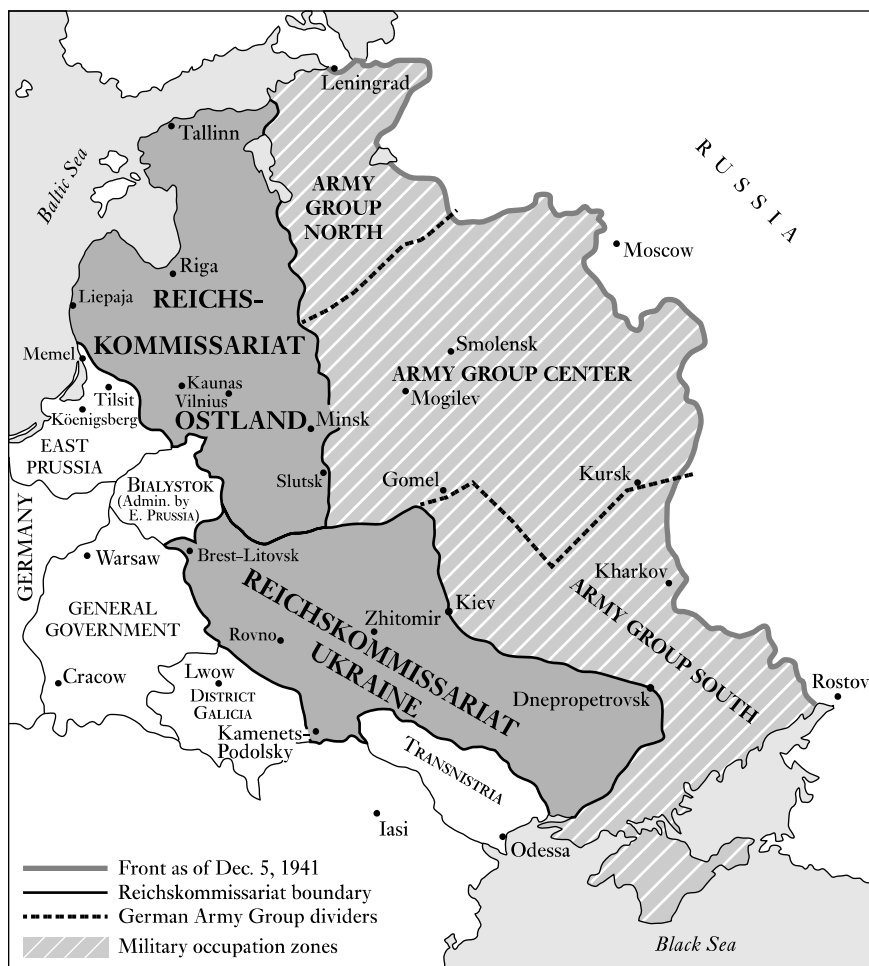 Leningrad
Tallinn
Baltic Sea
RUSSIA
ARMY
GROUP
NORTH
Moscow
Riga
Liepaja
REICHS-
KOMMISSARIAT
OSTLAND
Smolensk
ARMY GROUP CENTER
Mogilev
Memel
Kaunas
Vilnius
Tilsit
Köenigsberg
Minsk
EAST
PRUSSIA
Slutsk
Gomel
Kursk
BIALYSTOK
(Admin. by
E. PRUSSIA)
GERMANY
Warsaw
Brest–Litovsk
Kharkov
REICHSKOMMISSARIAT
UKRAINE
Zhitomir
Kiev
ARMY GROUP SOUTH
GENERAL
GOVERNMENT
Rovno
Cracow
Lwow
DISTRICT
GALICIA
Dnepropetrovsk
Rostov
Kamenets-
Podolsky
TRANSNISTRIA
Iasi
Odessa
Front as of Dec. 5, 1941
Reichskommissariat boundary
German Army Group dividers
Military occupation zones
Black Sea